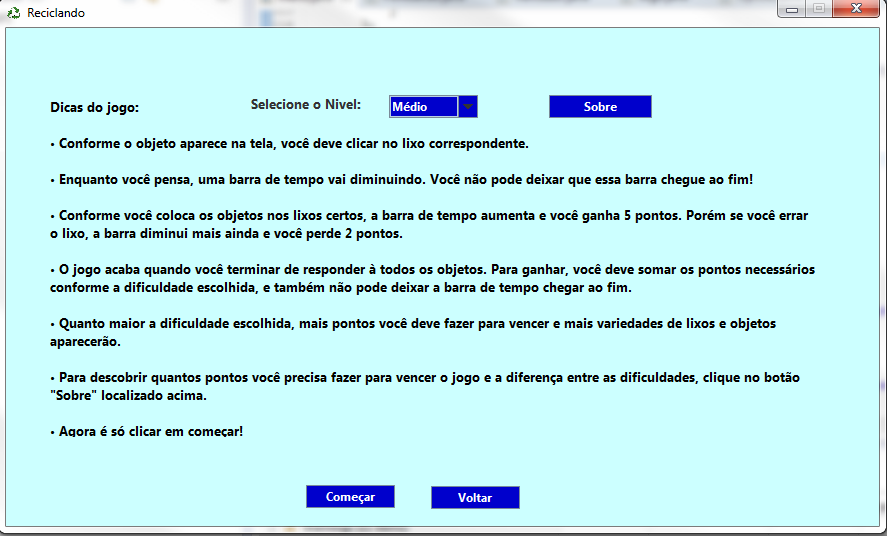 Reciclando
Dicas do jogo:
Selecione o Nivel:
Médio
Sobre
• Conforme o objeto aparece na tela, você deve clicar no lixo correspondente.
• Enquanto você pensa, uma barra de tempo vai diminuindo. Você não pode deixar que essa barra chegue ao fim!
• Conforme você coloca os objetos nos lixos certos, a barra de tempo aumenta e você ganha 5 pontos. Porém se você errar
o lixo, a barra diminui mais ainda e você perde 2 pontos.
• O jogo acaba quando você terminar de responder à todos os objetos. Para ganhar, você deve somar os pontos necessários
conforme a dificuldade escolhida, e também não pode deixar a barra de tempo chegar ao fim.
• Quanto maior a dificuldade escolhida, mais pontos você deve fazer para vencer e mais variedades de lixos e objetos
aparecerão.
• Para descobrir quantos pontos você precisa fazer para vencer o jogo e a diferença entre as dificuldades, clique no botão
"Sobre" localizado acima.
• Agora é só clicar em começar!
Começar
Voltar